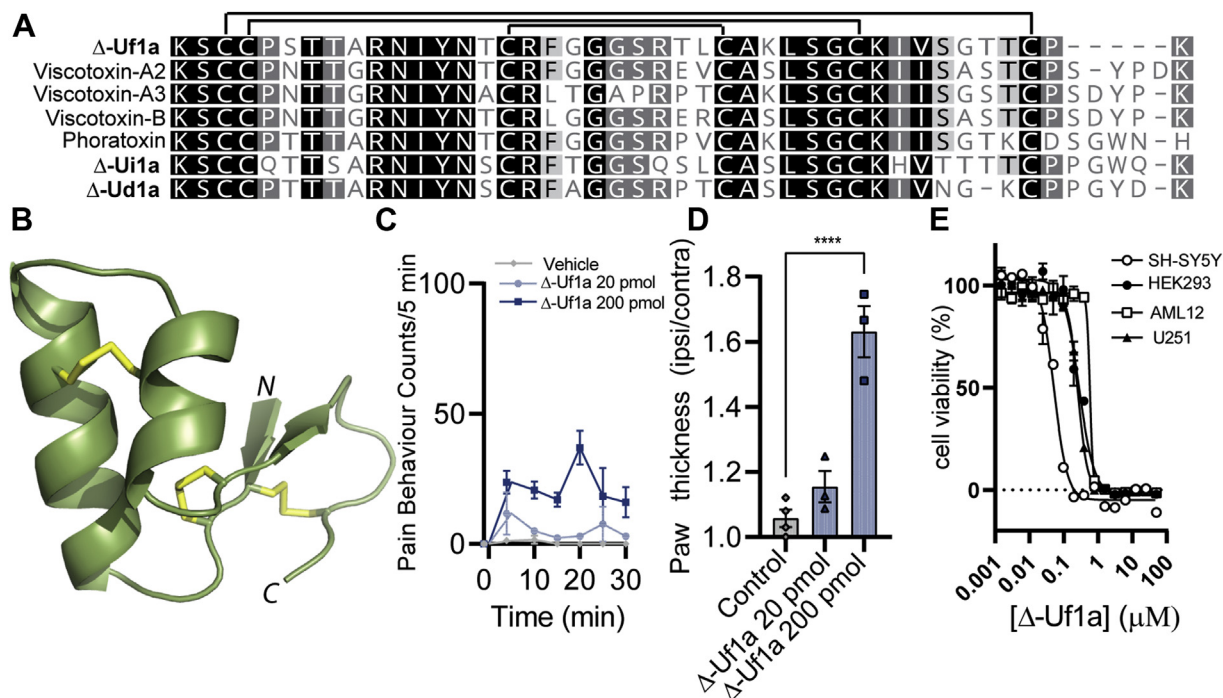 A
Δ-Uf1a KSCCPSTTARNIYNTCRFGGGSRTLCAKLSGCKIVSGTTCP-----K
Viscotoxin-A2 KSCCPNTTGRNIYNTCRFGGGSREVCASLSGCKIISASTCPS-YPDK
Viscotoxin-A3 KSCCPNTTGRNIYNACRLTGAPRPTCAKLSGCKIISGSTCPSDYP-K
Viscotoxin-B KSCCPNTTGRNIYNTCRLGGGSRERCASLSGCKIISASTCPSDYP-K
Phoratoxin KSCCPTTTARNIYNTCRFGGGSRPVCAKLSGCKIISGTKCDSGWN-H
Δ-Ui1a KSCCQTTSARNIYNSCRFTGGSQSLCAALSGCKHVTTTTCPPGWQ-K
Δ-Ud1a KSCCPTTTARNIYNSCRFAGGSRPTCASLSGCKIVNG-KCPPGYD-K
B
N
C
C
Pain Behaviour Counts/5 min
100
50
0
Vehicle
Δ-Uf1a 20 pmol
Δ-Uf1a 200 pmol
0 10 20 30
Time (min)
D
Paw thickness (ipsi/contra)
1.8
1.6
1.4
1.2
1.0
****
Control
Δ-Uf1a 20 pmol
Δ-Uf1a 200 pmol
E
cell viability (%)
100
50
0
SH-SY5Y
HEK293
AML12
U251
0.001 0.01 0.1 1 10 100
[Δ-Uf1a] (μM)